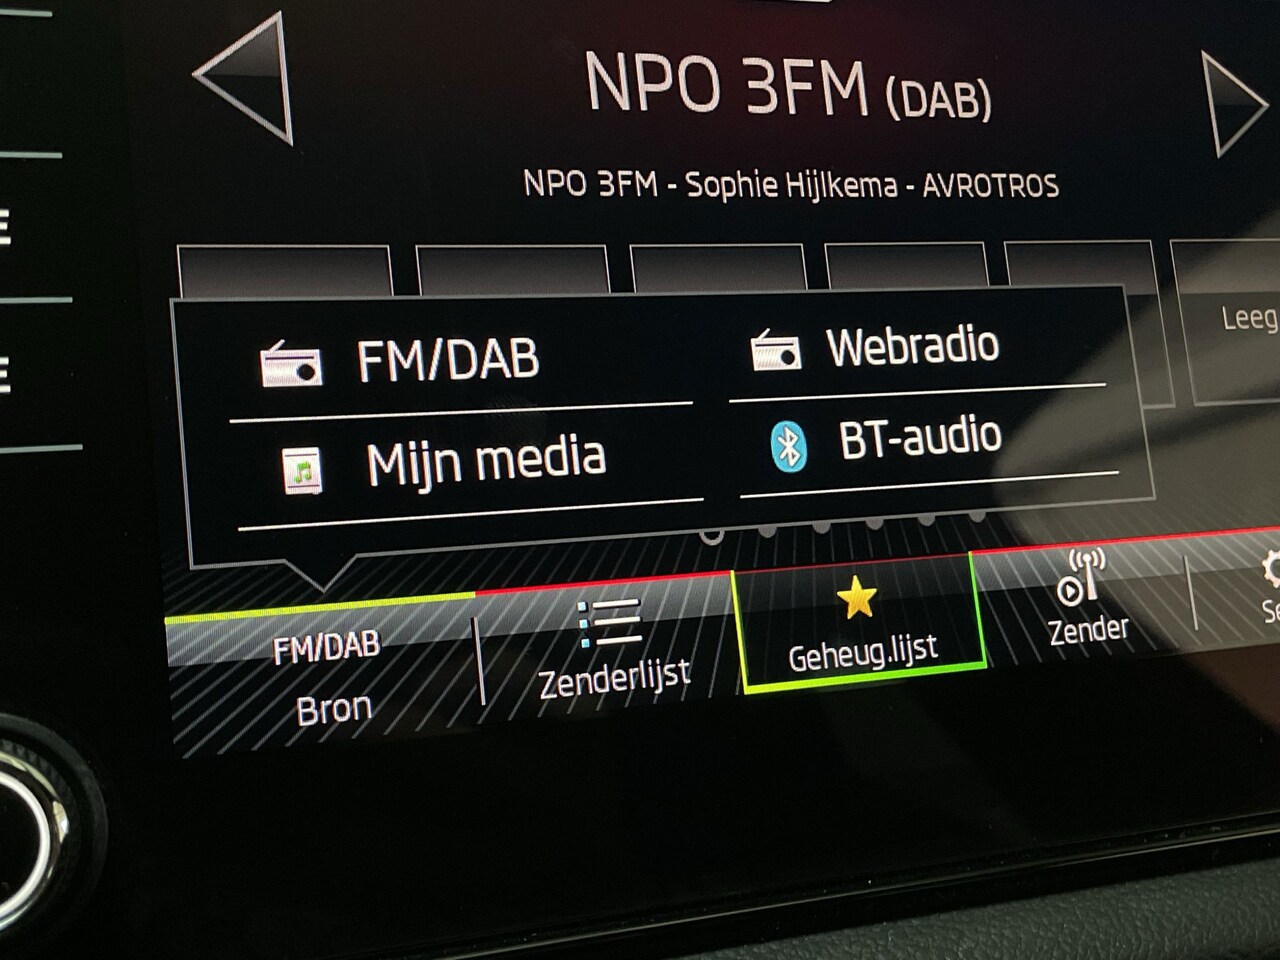 NPO 3FM (DAB)
NPO 3FM - Sophie Hijlkema - AVROTROS
Leeg
FM/DAB
Webradio
Mijn media
BT-audio
FM/DAB
Bron
Zenderlijst
Geheug.lijst
Zender